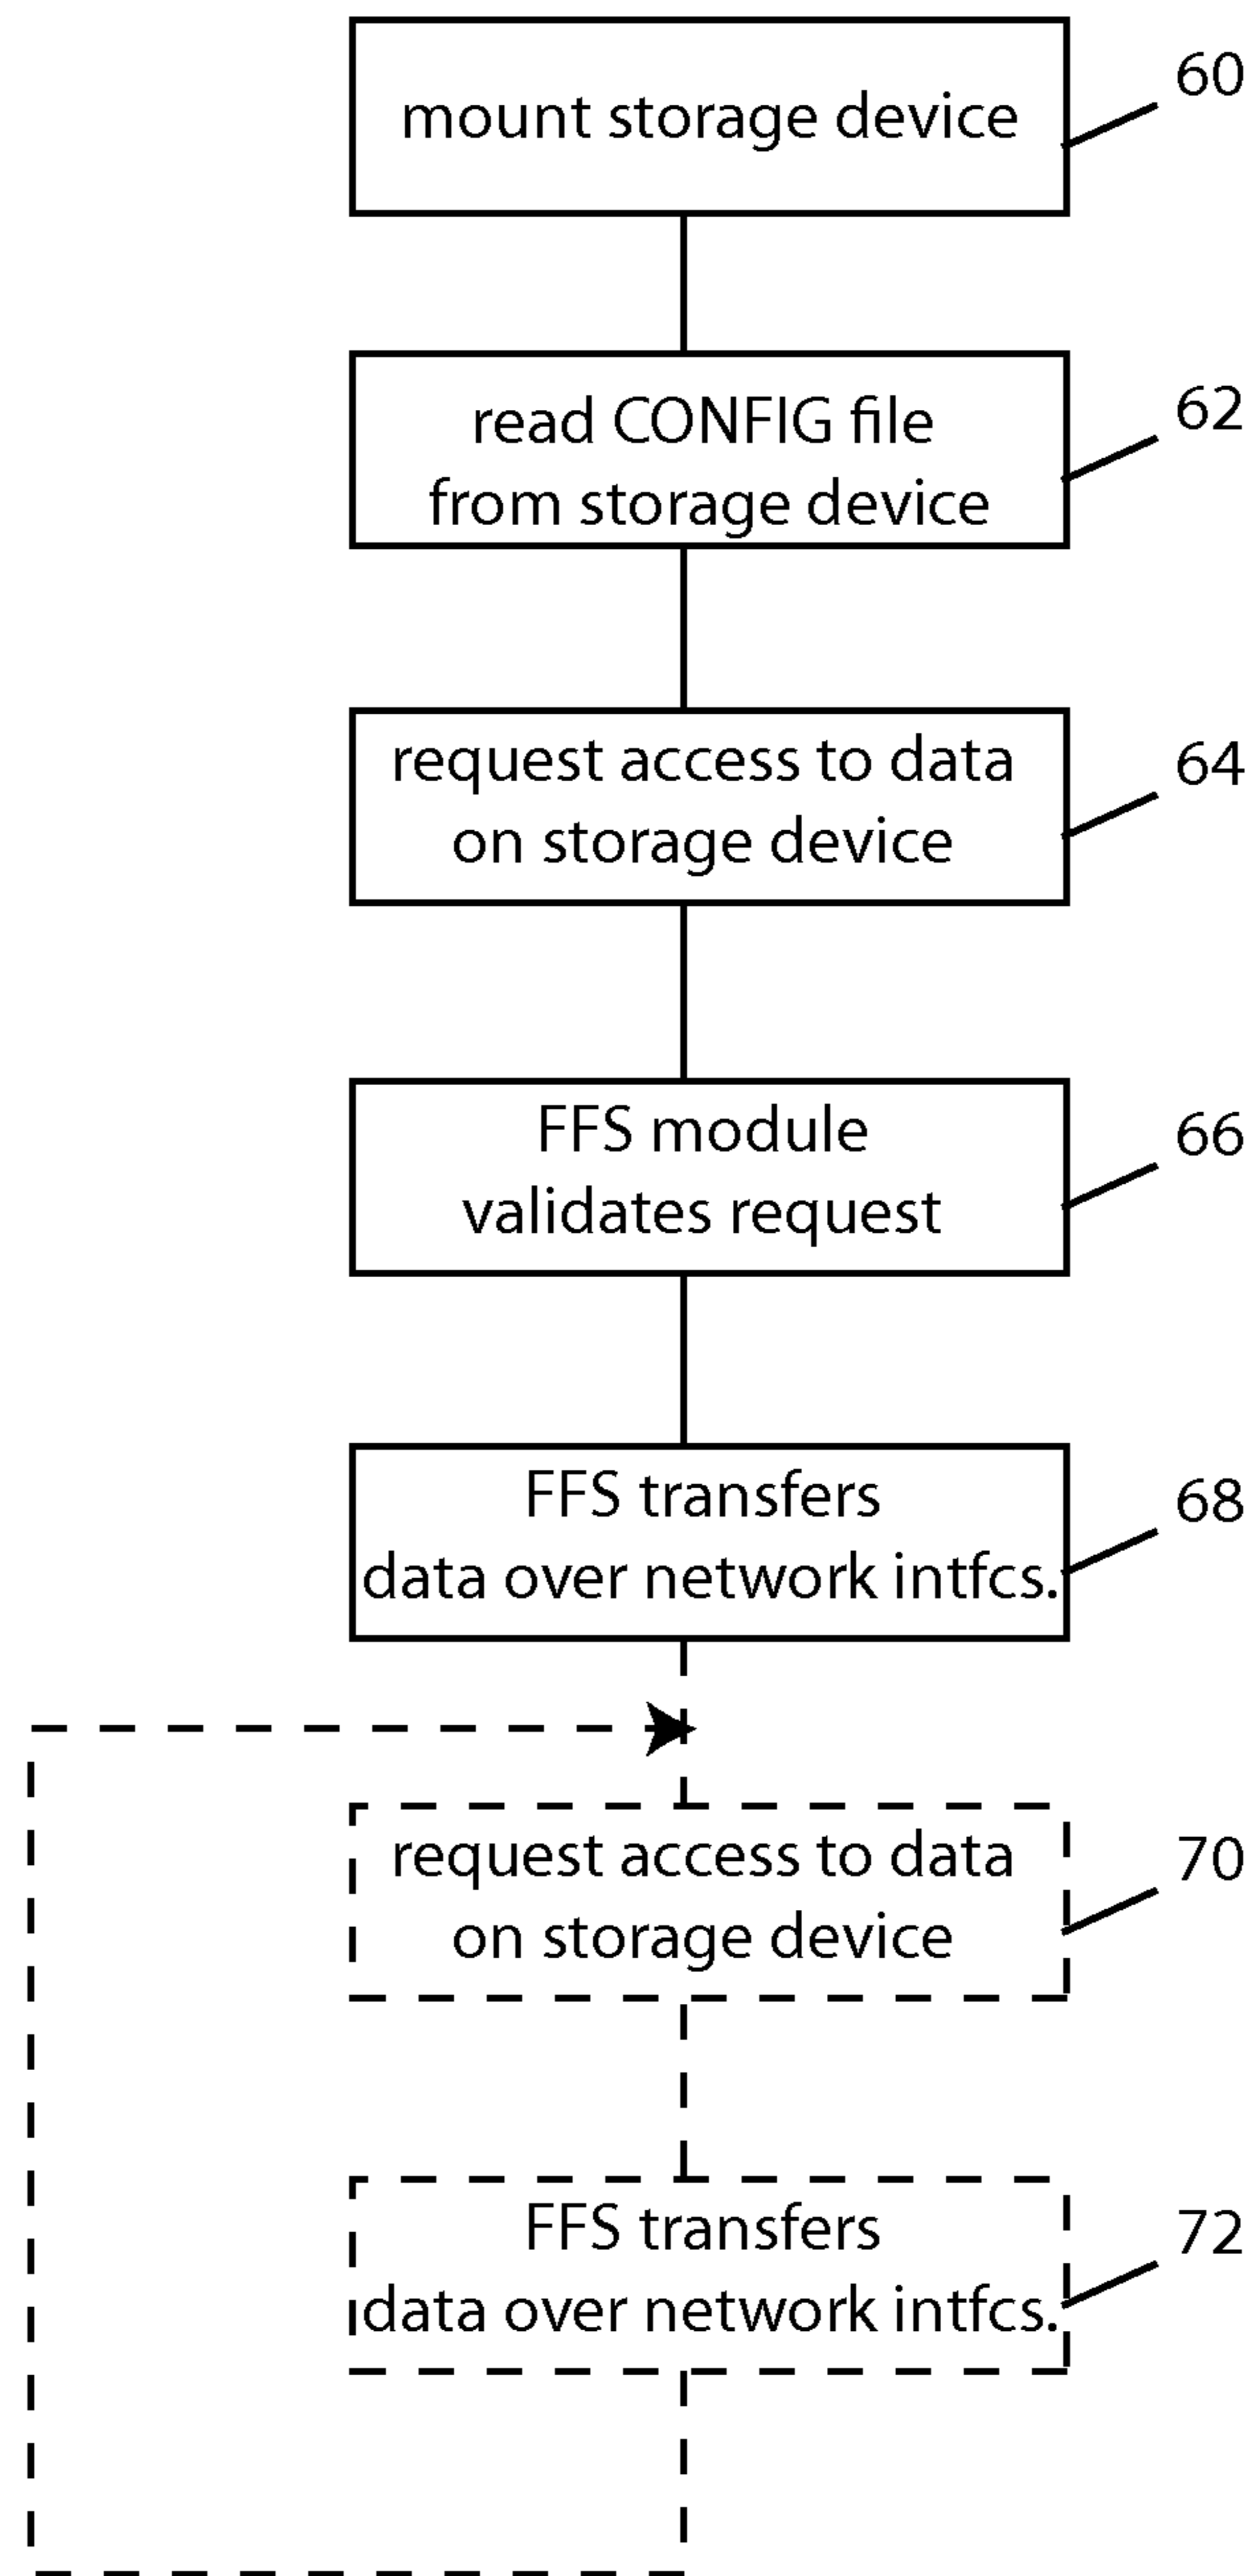 mount storage device
60
read CONFIG file
from storage device
62
request access to data
on storage device
64
FFS module
validates request
66
FFS transfers
data over network intfcs.
68
request access to data
on storage device
70
FFS transfers
data over network intfcs.
72